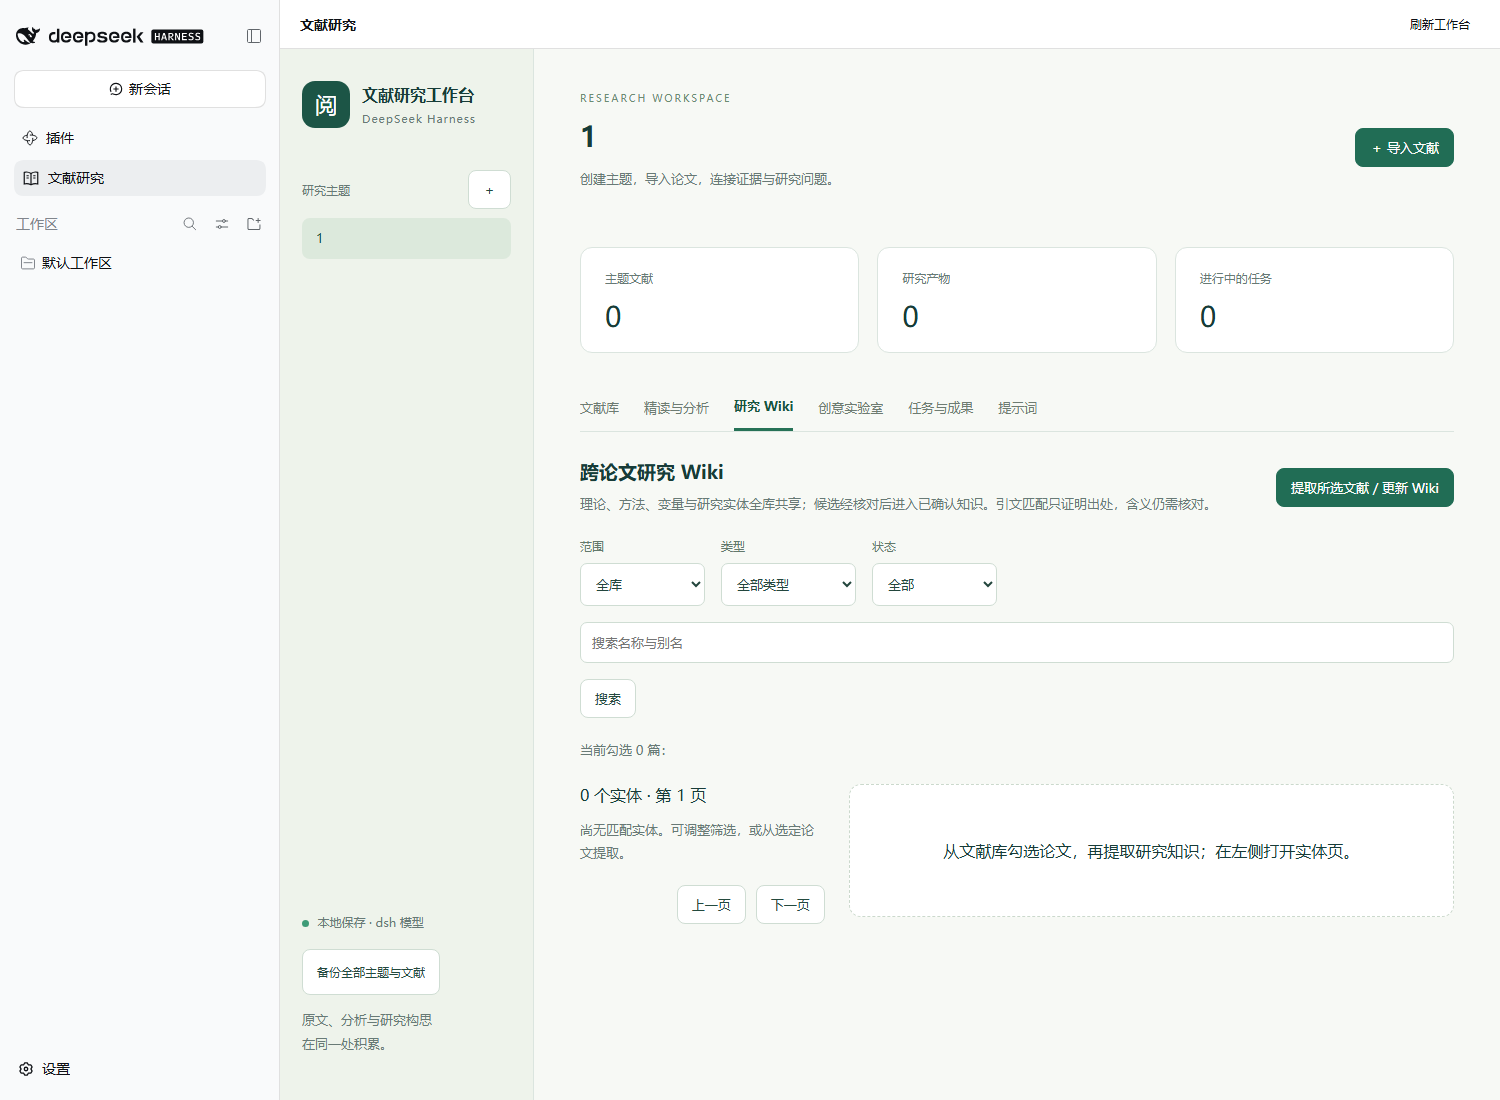 deepseek HARNESS
新会话
插件
文献研究
工作区
默认工作区
设置
文献研究
刷新工作台
阅
文献研究工作台
DeepSeek Harness
研究主题
+
1
本地保存 · dsh 模型
备份全部主题与文献
原文、分析与研究构思
在同一处积累。
RESEARCH WORKSPACE
1
创建主题，导入论文，连接证据与研究问题。
+ 导入文献
主题文献
0
研究产物
0
进行中的任务
0
文献库 精读与分析 研究 Wiki 创意实验室 任务与成果 提示词
跨论文研究 Wiki
理论、方法、变量与研究实体全库共享；候选经核对后进入已确认知识。引文匹配只证明出处，含义仍需核对。
提取所选文献 / 更新 Wiki
范围 类型 状态
全库 全部类型 全部
搜索名称与别名
搜索
当前勾选 0 篇：
0 个实体 · 第 1 页
尚无匹配实体。可调整筛选，或从选定论
文提取。
上一页 下一页
从文献库勾选论文，再提取研究知识；在左侧打开实体页。